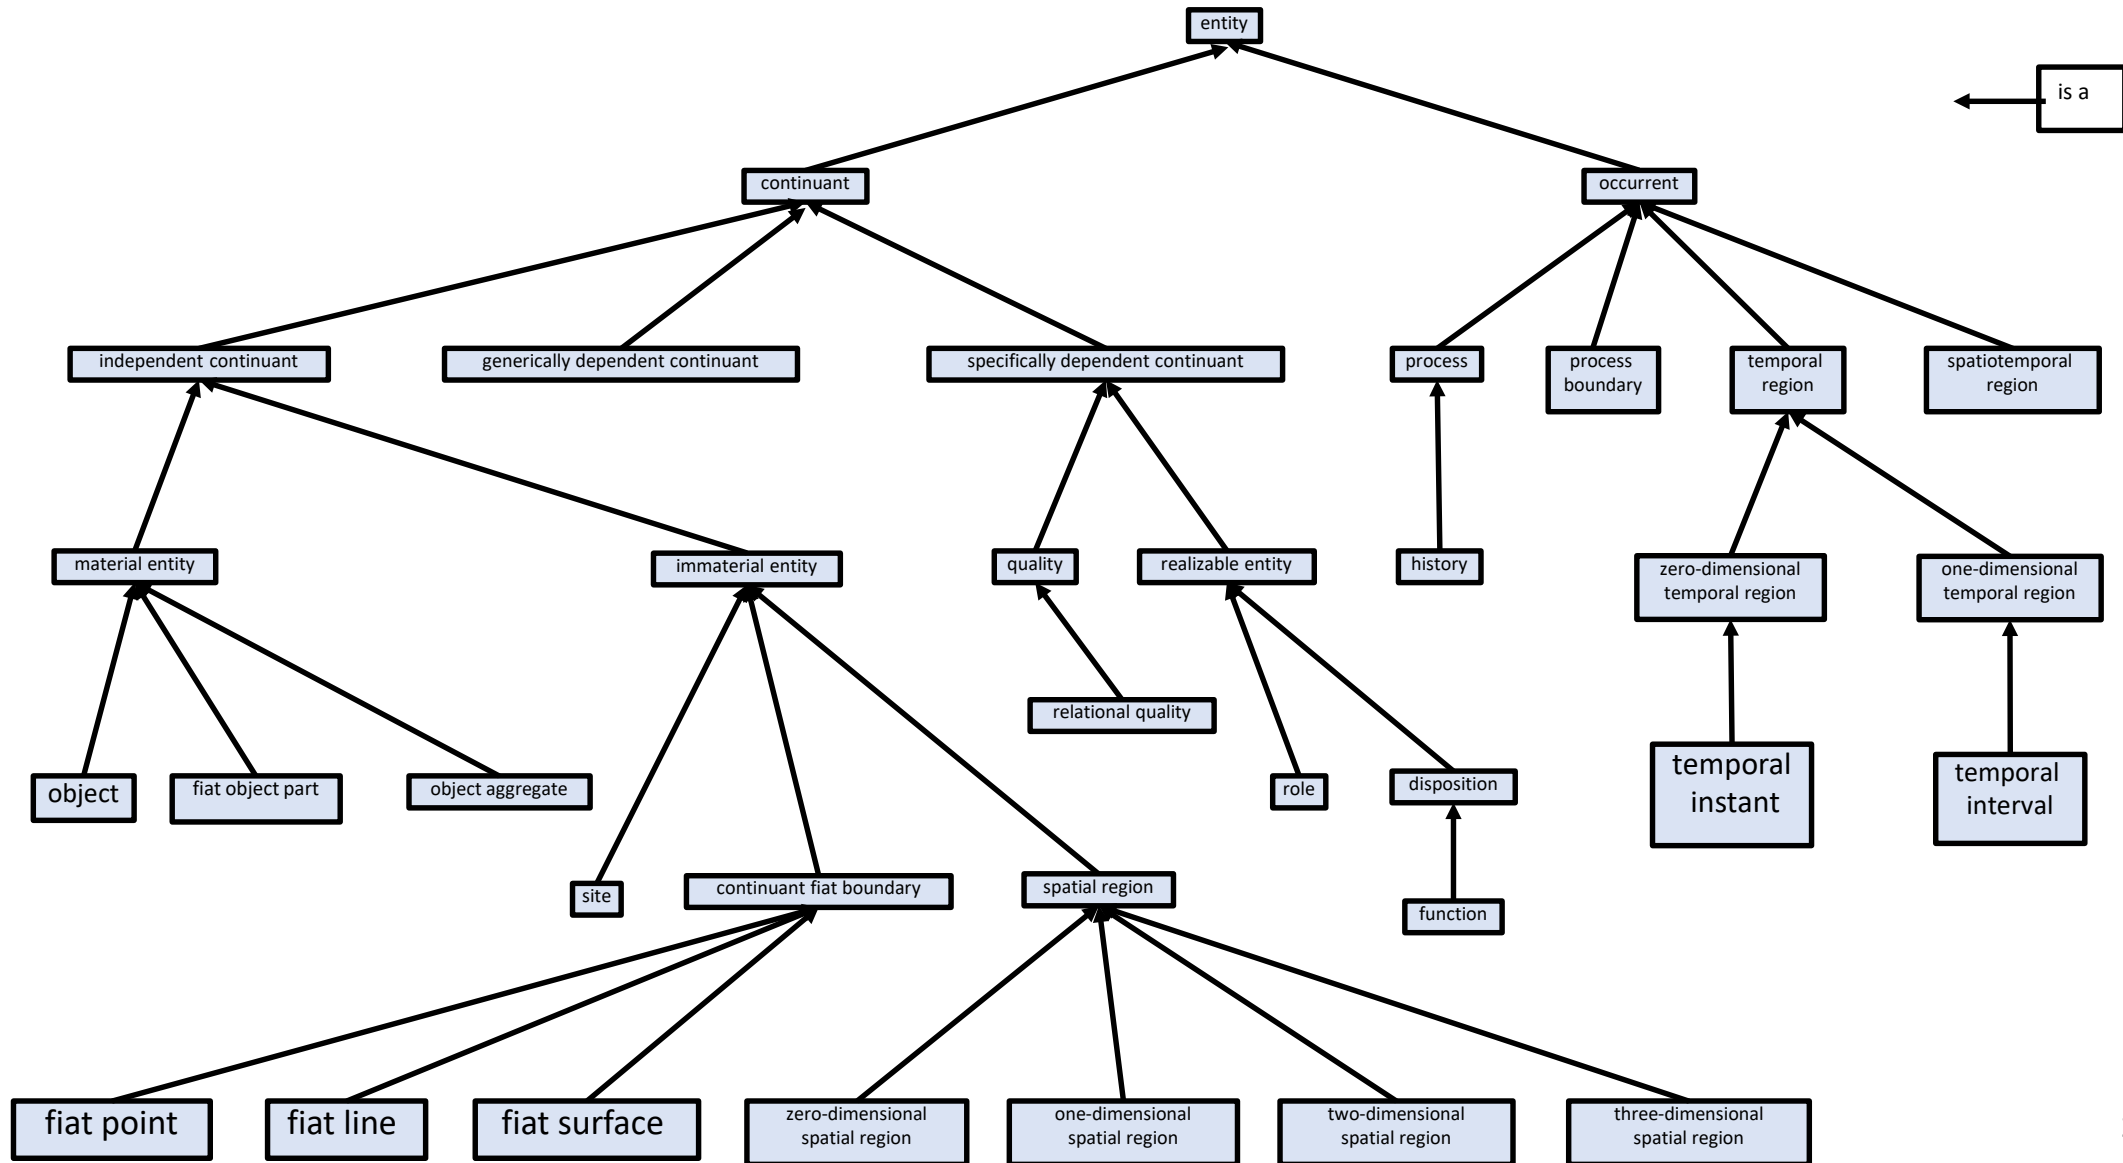 entity
is a
continuant
occurrent
independent continuant
generically dependent continuant
specifically dependent continuant
process
process
boundary
temporal
region
spatiotemporal
region
material entity
immaterial entity
quality
realizable entity
history
zero-dimensional
temporal region
one-dimensional
temporal region
relational quality
object
fiat object part
object aggregate
role
disposition
temporal
instant
temporal
interval
site
continuant fiat boundary
spatial region
function
fiat point
fiat line
fiat surface
zero-dimensional
spatial region
one-dimensional
spatial region
two-dimensional
spatial region
three-dimensional
spatial region